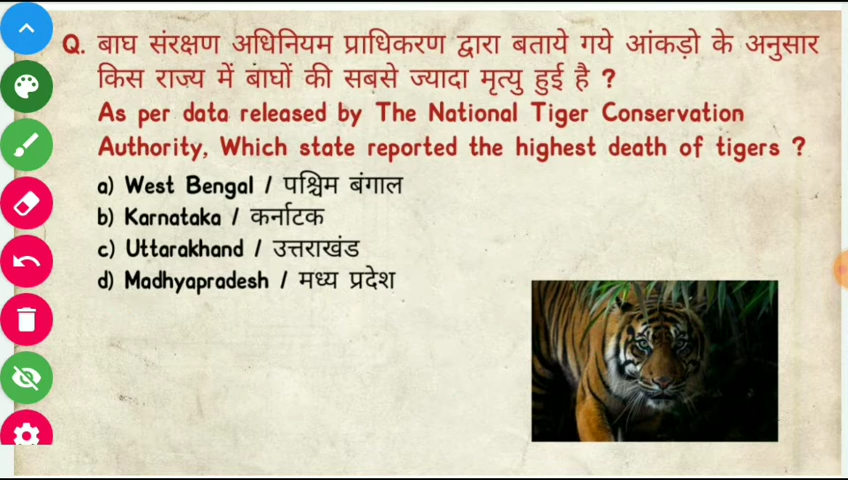 Q. बाघ संरक्षण अधिनियम प्राधिकरण द्वारा बताये गये आंकड़ो के अनुसार
किस राज्य में बाघों की सबसे ज्यादा मृत्यु हुई है ?
As per data released by The National Tiger Conservation
Authority, Which state reported the highest death of tigers ?
a) West Bengal / पश्चिम बंगाल
b) Karnataka / कर्नाटक
c) Uttarakhand / उत्तराखंड
d) Madhyapradesh / मध्य प्रदेश